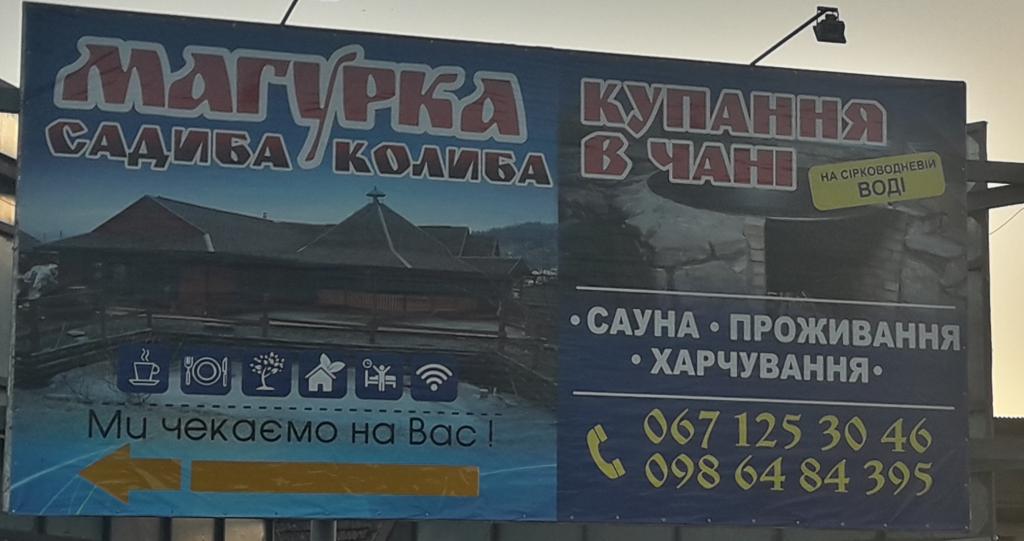 МАГУРКА
САДИБА КОЛИБА
Ми чекаємо на Вас!
КУПАННЯ
В ЧАНІ
НА СІРКОВОДНЕВІЙ
ВОДІ
• САУНА • ПРОЖИВАННЯ
• ХАРЧУВАННЯ •
067 125 30 46
098 64 84 395